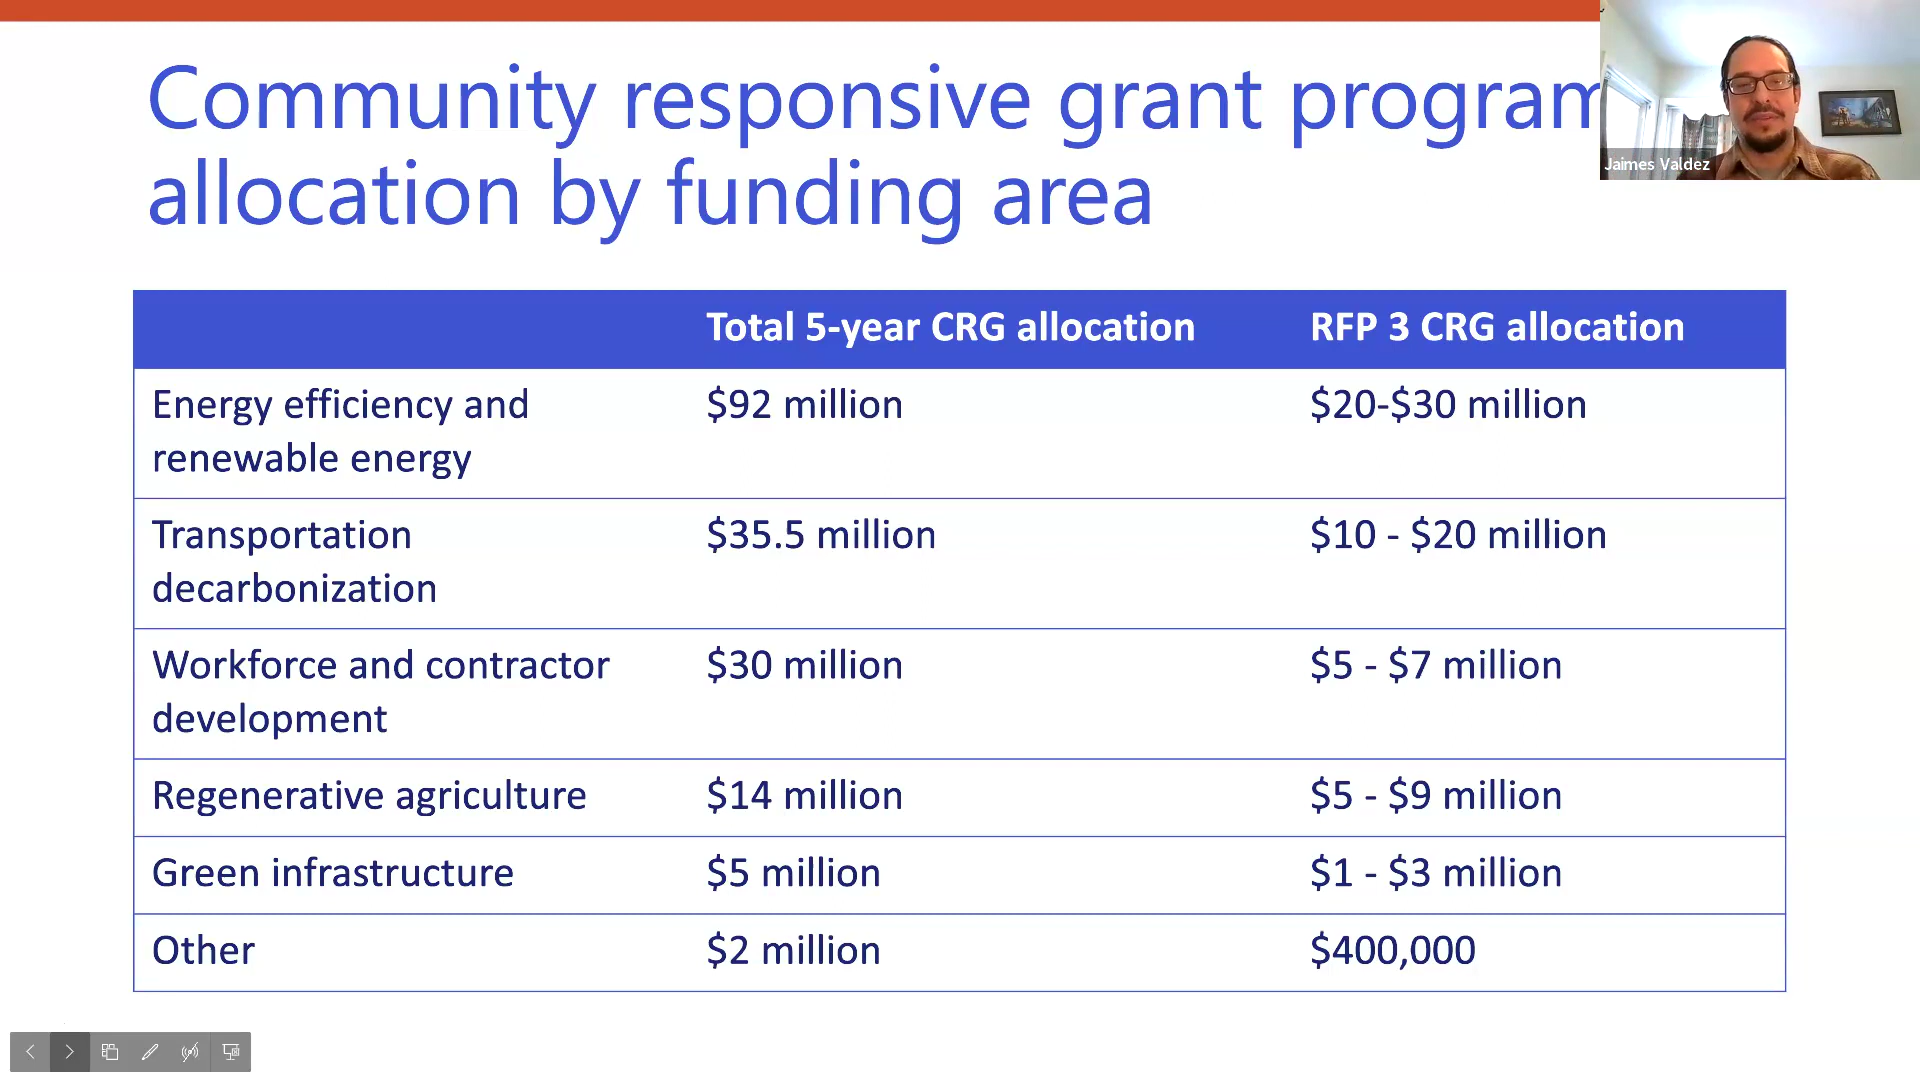 Community responsive grant program
allocation by funding area
Jaimes Valdez
Total 5-year CRG allocation
RFP 3 CRG allocation
Energy efficiency and
renewable energy
$92 million
$20-$30 million
Transportation
decarbonization
$35.5 million
$10 - $20 million
Workforce and contractor
development
$30 million
$5 - $7 million
Regenerative agriculture
$14 million
$5 - $9 million
Green infrastructure
$5 million
$1 - $3 million
Other
$2 million
$400,000